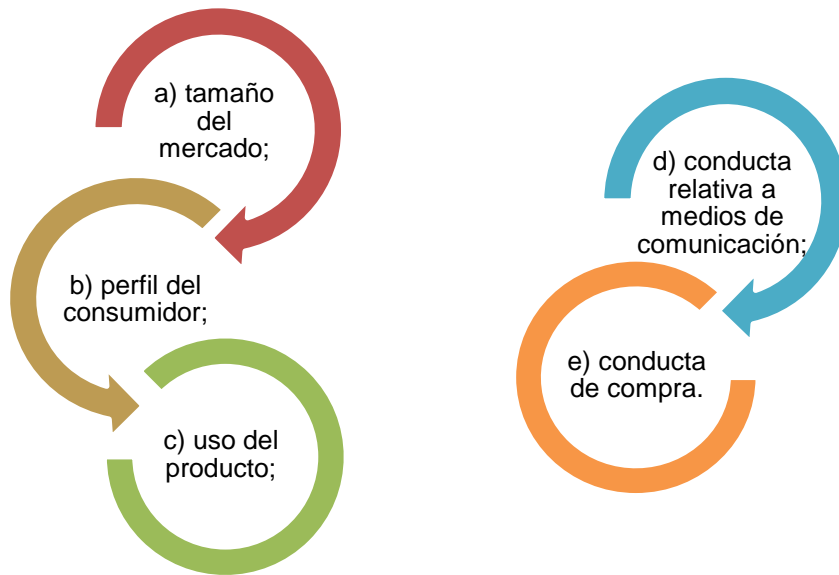 a) tamaño
del
mercado;
b) perfil del
consumidor;
c) uso del
producto;
d) conducta
relativa a
medios de
comunicación;
e) conducta
de compra.